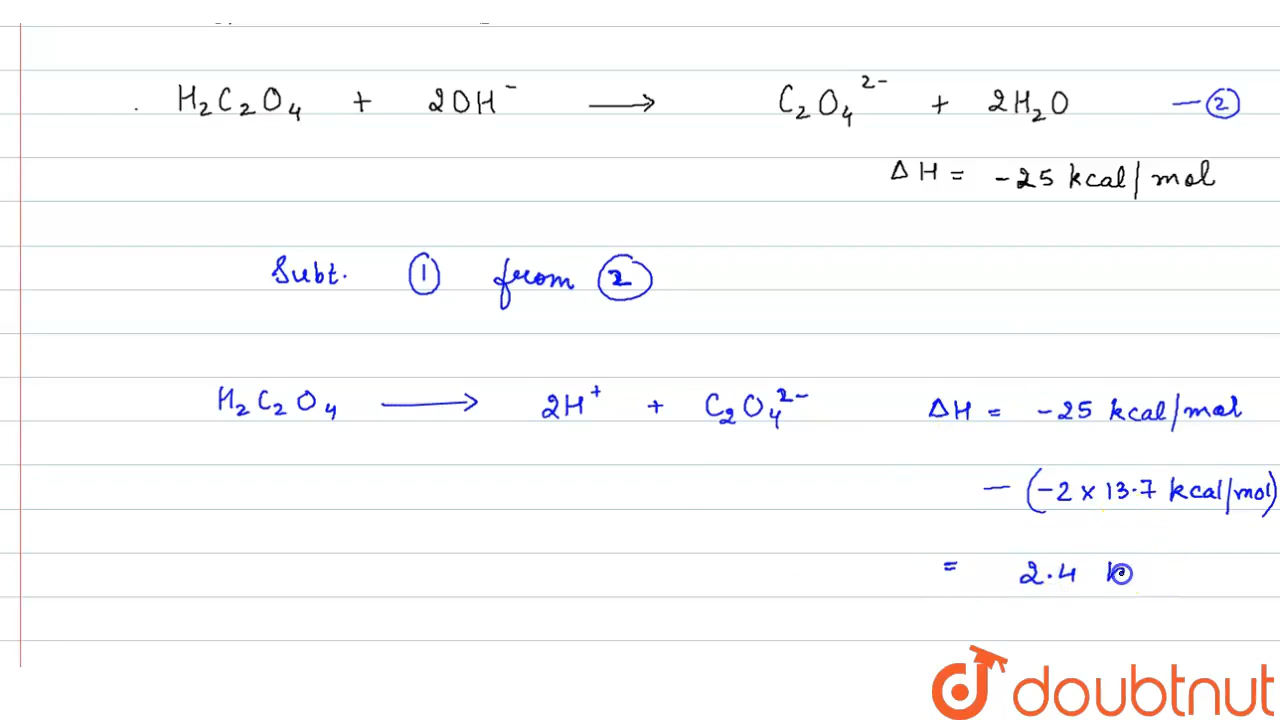 H₂C₂O₄ + 2OH⁻ ⟶ C₂O₄²⁻ + 2H₂O — ②
ΔH = -25 kcal/mol
Subt. ① from ②
H₂C₂O₄ ⟶ 2H⁺ + C₂O₄²⁻ ΔH = -25 kcal/mol
— (-2 × 13.7 kcal/mol)
= 2.4 k
doubtnut